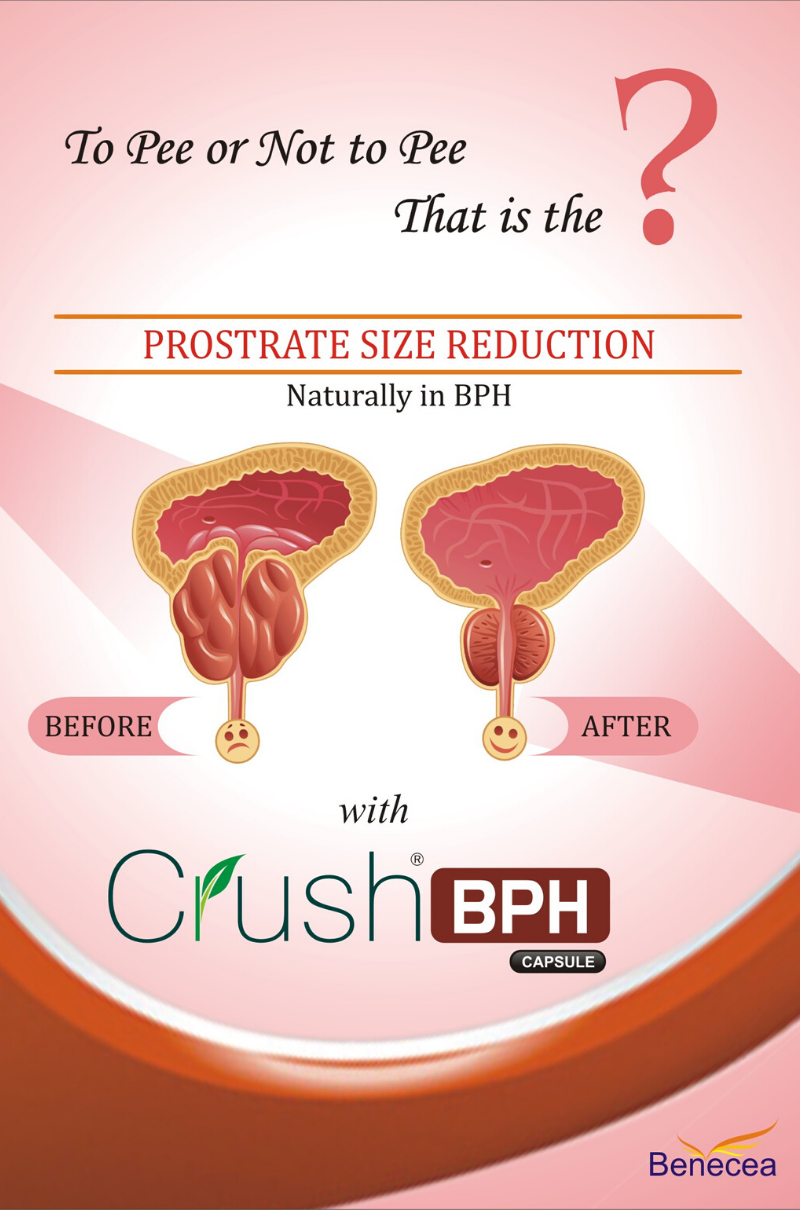 To Pee or Not to Pee
That is the ?
PROSTRATE SIZE REDUCTION
Naturally in BPH
BEFORE
AFTER
with
Crush® BPH
CAPSULE
Benecea